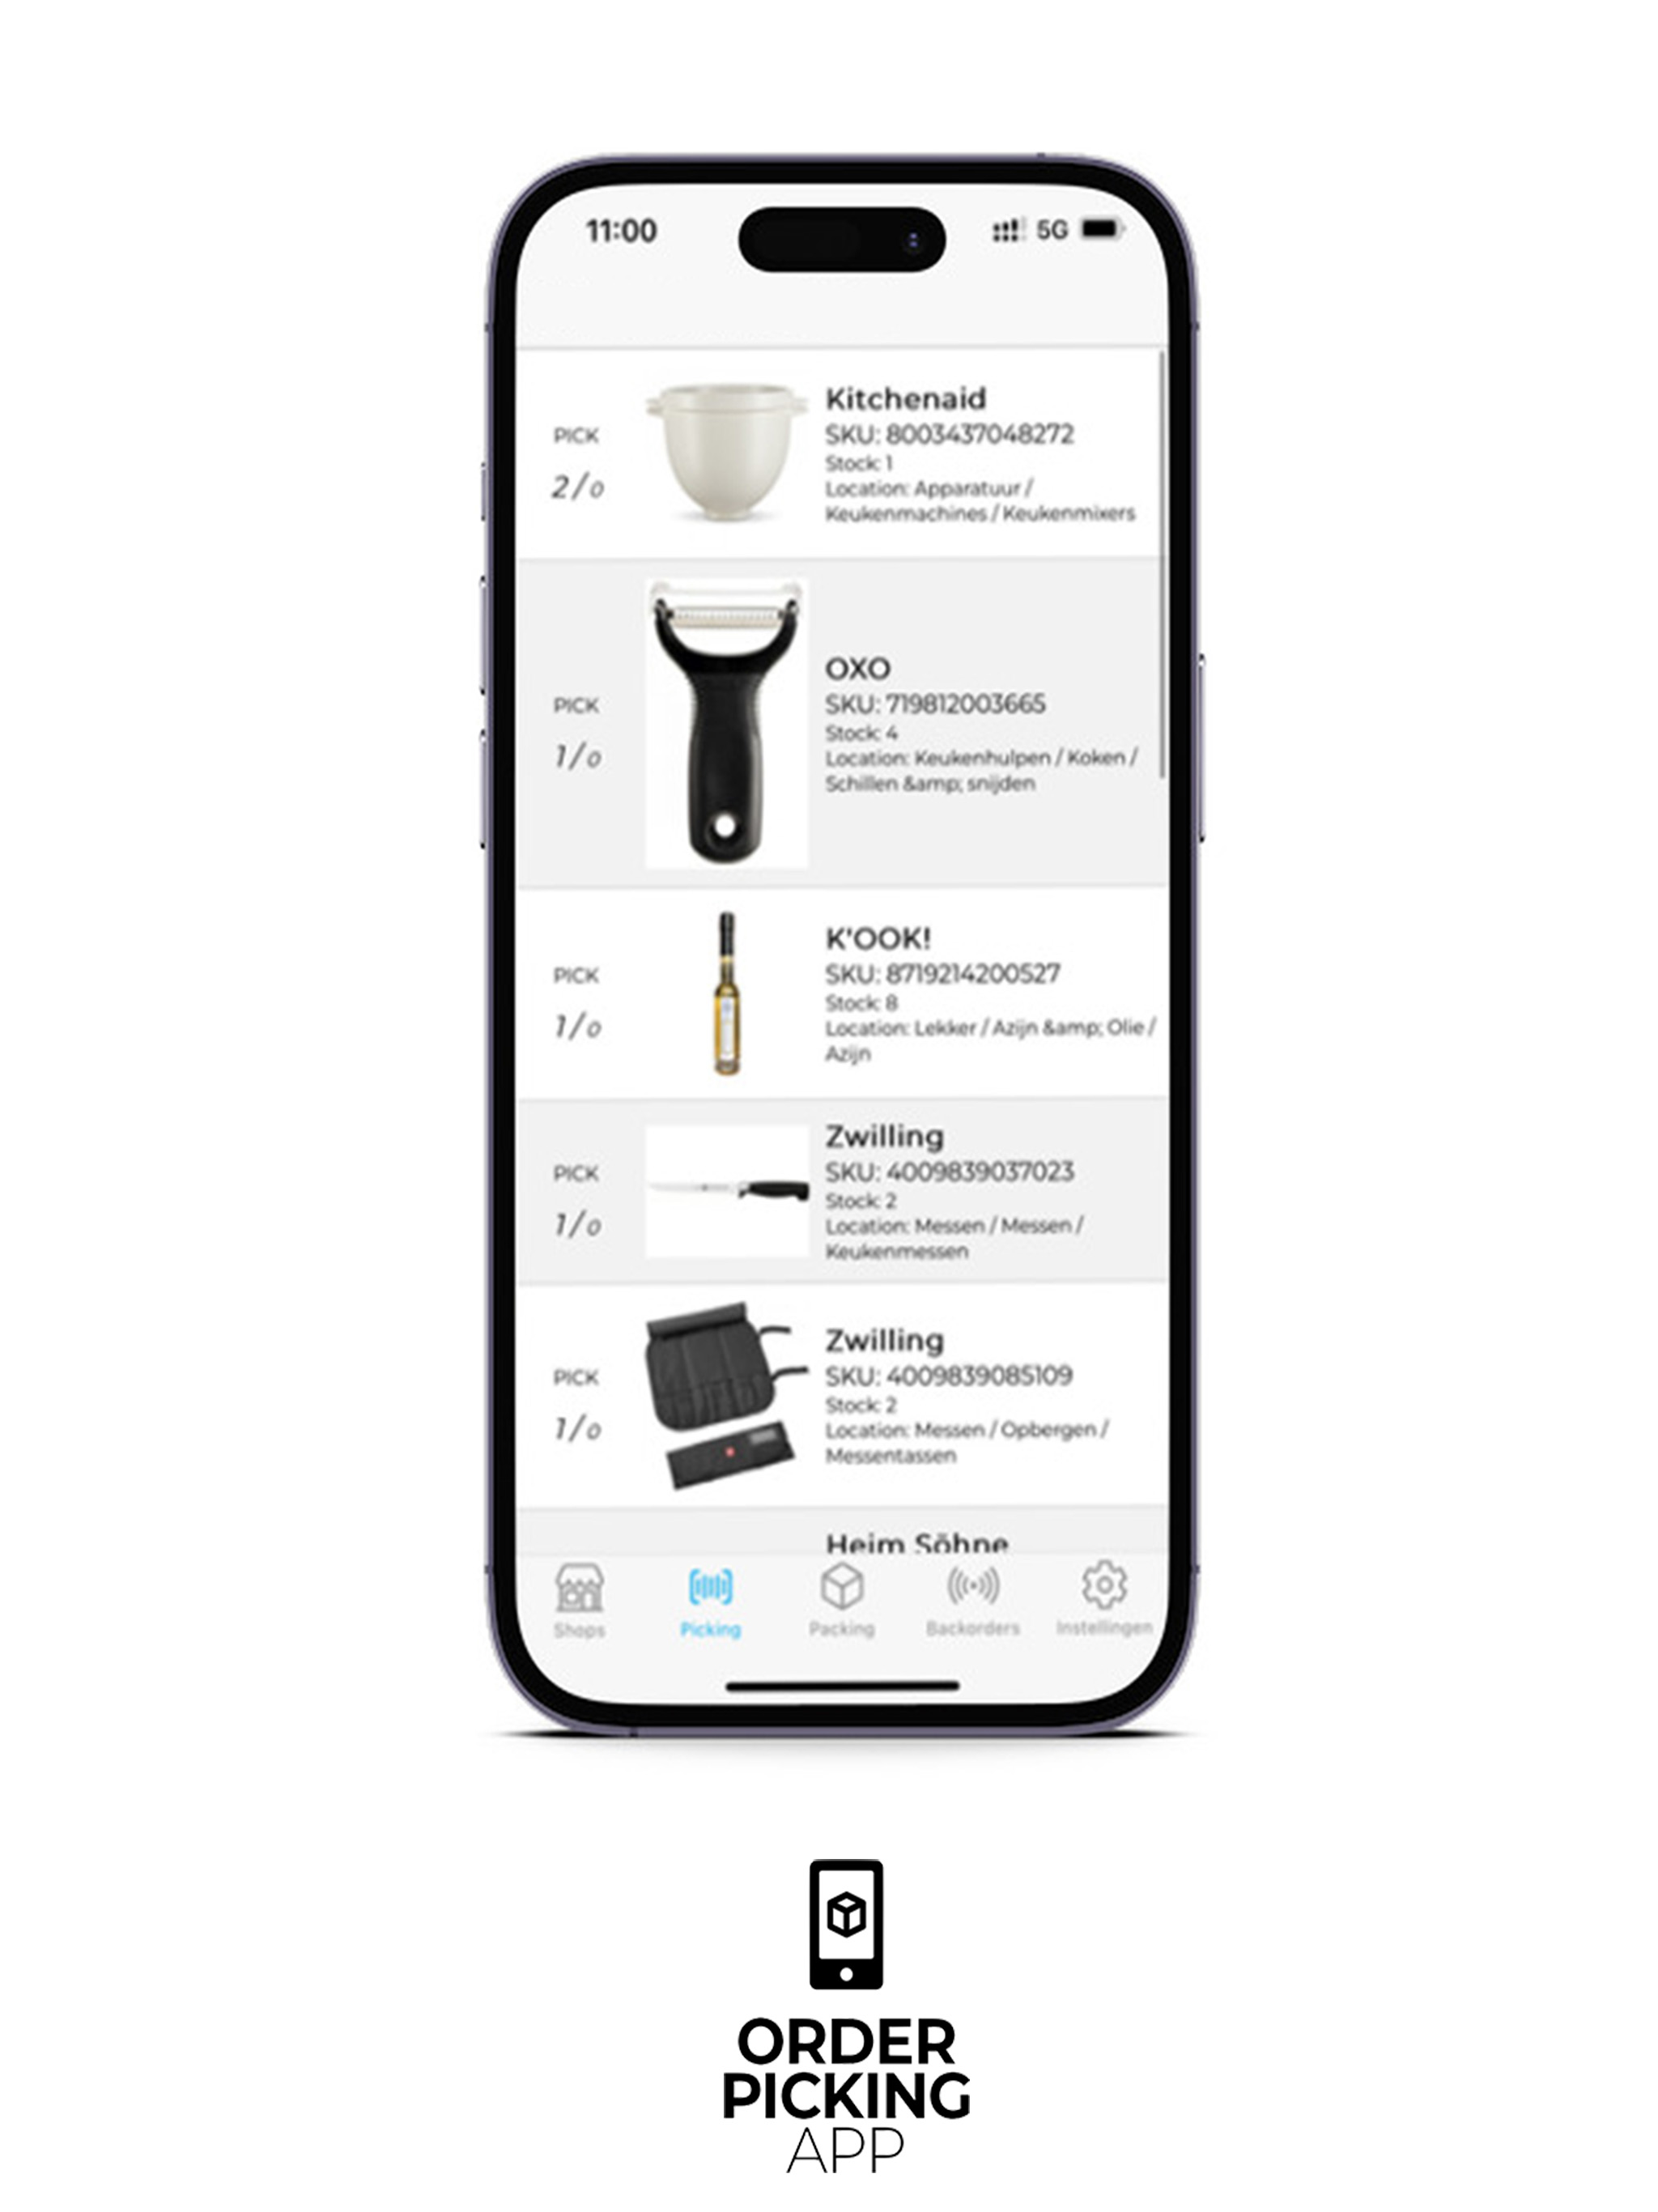 11:00
5G
Kitchenaid
SKU: 8003437048272
PICK
Stock: 1
2/0
Location: Apparatuur /
Keukenmachines / Keukenmixers
OXO
SKU: 719812003665
PICK
Stock: 4
1/0
Location: Keukenhulpen / Koken /
Schillen &amp; snijden
K'OOK!
SKU: 8719214200527
PICK
Stock: 8
1/0
Location: Lekker / Azijn &amp; Olie /
Azijn
Zwilling
SKU: 4009839037023
PICK
Stock: 2
1/0
Location: Messen / Messen /
Keukenmessen
Zwilling
SKU: 4009839085109
PICK
Stock: 2
1/0
Location: Messen / Opbergen /
Messentassen
Heim Söhne
Shops
Picking
Packing
Backorders
Instellingen
ORDER
PICKING
APP